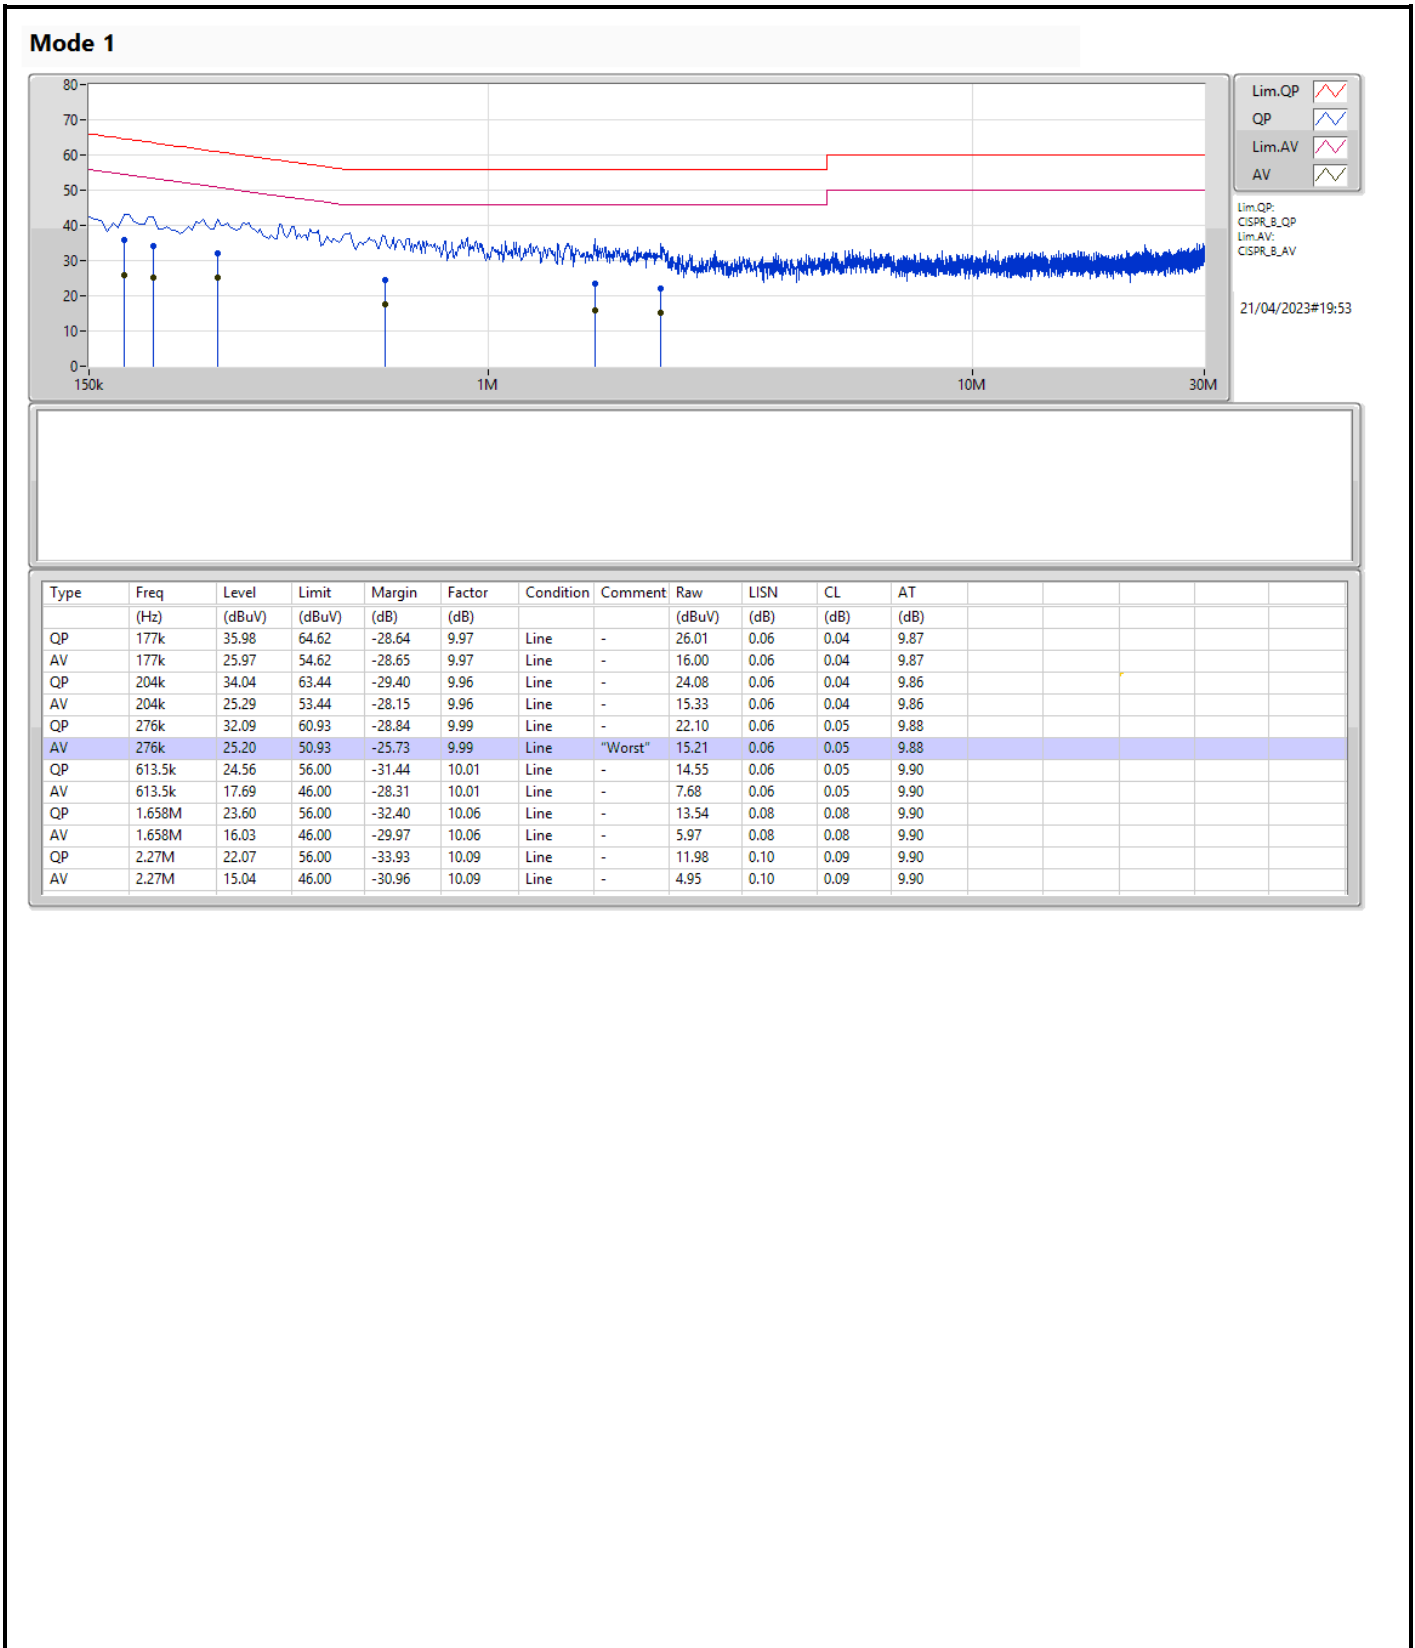 Mode 1
80
70
60
50
40
30
20
10
0
150k 1M 10M 30M
Lim.QP
QP
Lim.AV
AV
Lim.QP:
CISPR_B_QP
Lim.AV:
CISPR_B_AV
21/04/2023#19:53
Type Freq Level Limit Margin Factor Condition Comment Raw LISN CL AT
(Hz) (dBuV) (dBuV) (dB) (dB) (dBuV) (dB) (dB) (dB)
QP 177k 35.98 64.62 -28.64 9.97 Line - 26.01 0.06 0.04 9.87
AV 177k 25.97 54.62 -28.65 9.97 Line - 16.00 0.06 0.04 9.87
QP 204k 34.04 63.44 -29.40 9.96 Line - 24.08 0.06 0.04 9.86
AV 204k 25.29 53.44 -28.15 9.96 Line - 15.33 0.06 0.04 9.86
QP 276k 32.09 60.93 -28.84 9.99 Line - 22.10 0.06 0.05 9.88
AV 276k 25.20 50.93 -25.73 9.99 Line "Worst" 15.21 0.06 0.05 9.88
QP 613.5k 24.56 56.00 -31.44 10.01 Line - 14.55 0.06 0.05 9.90
AV 613.5k 17.69 46.00 -28.31 10.01 Line - 7.68 0.06 0.05 9.90
QP 1.658M 23.60 56.00 -32.40 10.06 Line - 13.54 0.08 0.08 9.90
AV 1.658M 16.03 46.00 -29.97 10.06 Line - 5.97 0.08 0.08 9.90
QP 2.27M 22.07 56.00 -33.93 10.09 Line - 11.98 0.10 0.09 9.90
AV 2.27M 15.04 46.00 -30.96 10.09 Line - 4.95 0.10 0.09 9.90